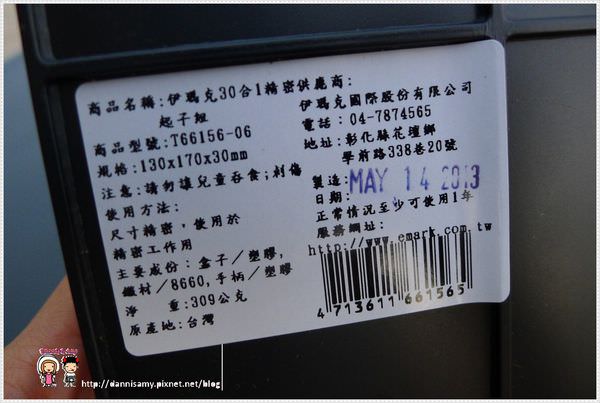 商品名稱:伊瑪克30合1精密
起子組
商品型號:T66156-06
規格:130x170x30mm
注意:請勿讓兒童吞食;刺傷
使用方法:
尺寸精密，使用於
精密工作用
主要成份:盒子/塑膠,
鐵材/8660,手柄/塑膠
淨 重:309公克
原產地:台灣
供應商:
伊瑪克國際股份有限公司
電話:04-7874565
地址:彰化縣花壇鄉
學前路338巷20號
製造:
日期:
MAY 14 2013
正常情況至少可使用1年
服務網址:
http://www.emark.com.tw
4 713611 661565
http://dannisamy.pixnet.net/blog